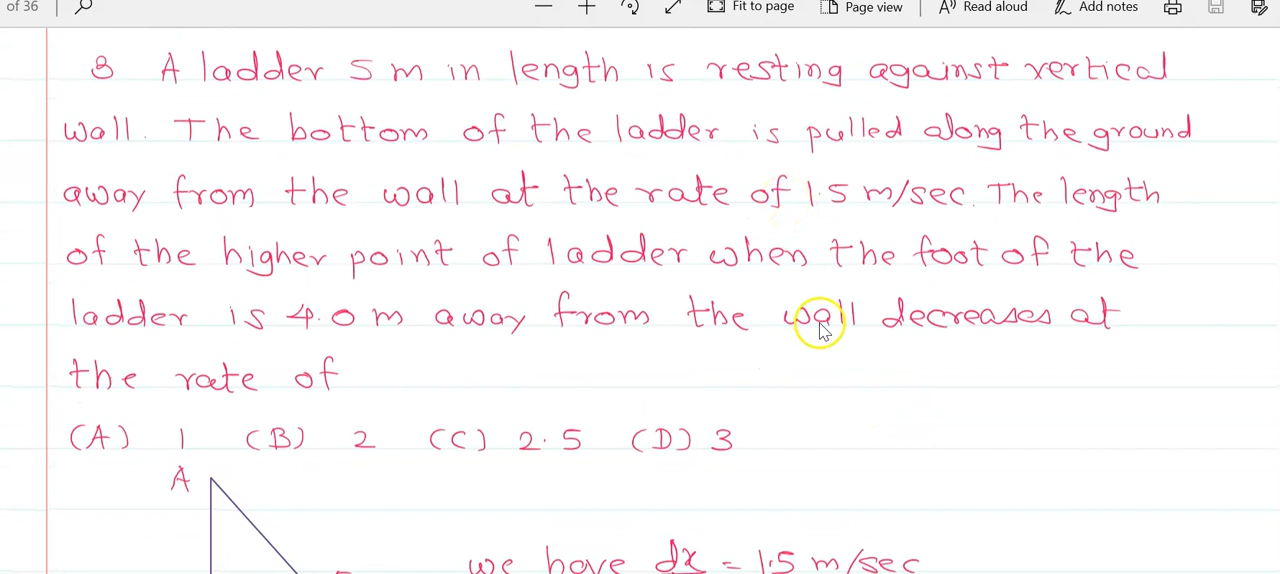 of 36 Fit to page Page view Read aloud Add notes
8 A ladder 5 m in length is resting against vertical
wall. The bottom of the ladder is pulled along the ground
away from the wall at the rate of 1.5 m/sec. The length
of the higher point of ladder when the foot of the
ladder is 4.0 m away from the wall decreases at
the rate of
(A) 1 (B) 2 (C) 2.5 (D) 3
A
we have dx = 1.5 m/sec